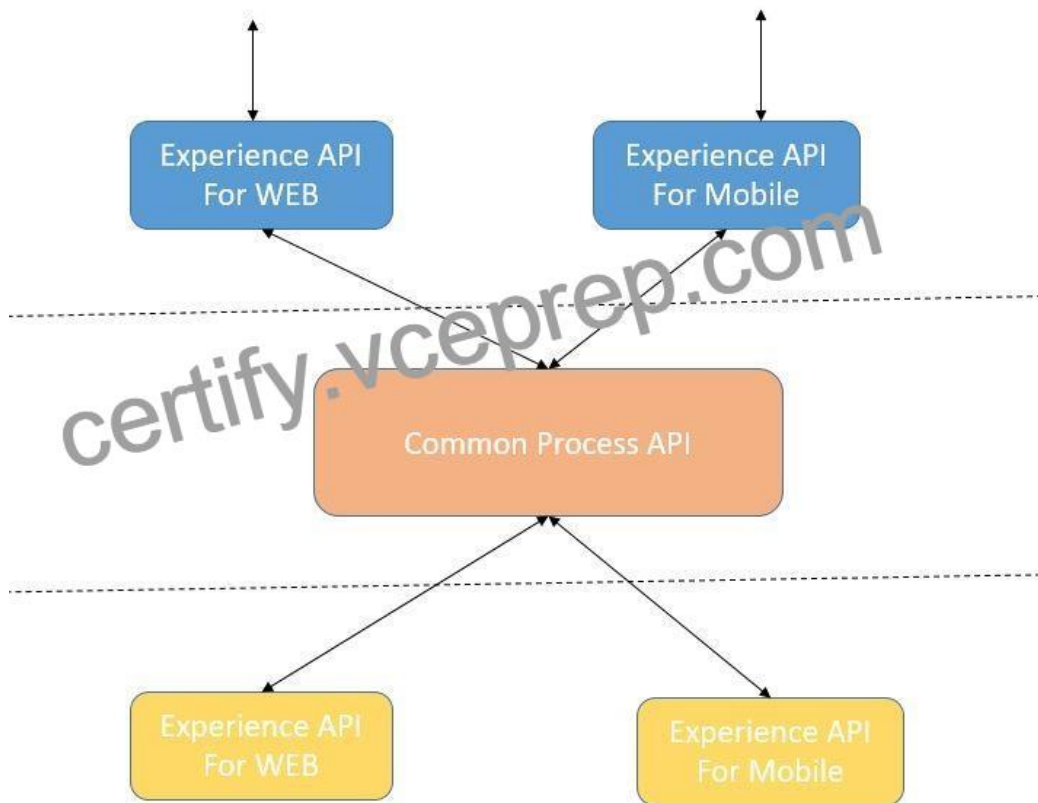 Experience API
For WEB
Experience API
For Mobile
certify.vceprep.com
Common Process API
Experience API
For WEB
Experience API
For Mobile